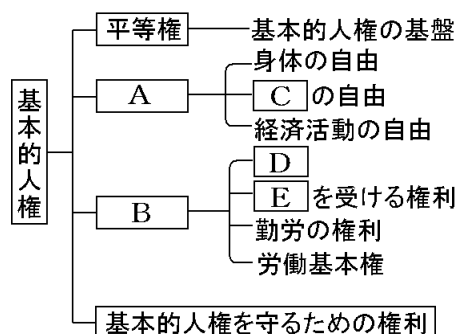 平等権 基本的人権の基盤
身体の自由
A
Cの自由
経済活動の自由
基本的人権
D
Eを受ける権利
B
勤労の権利
労働基本権
基本的人権を守るための権利